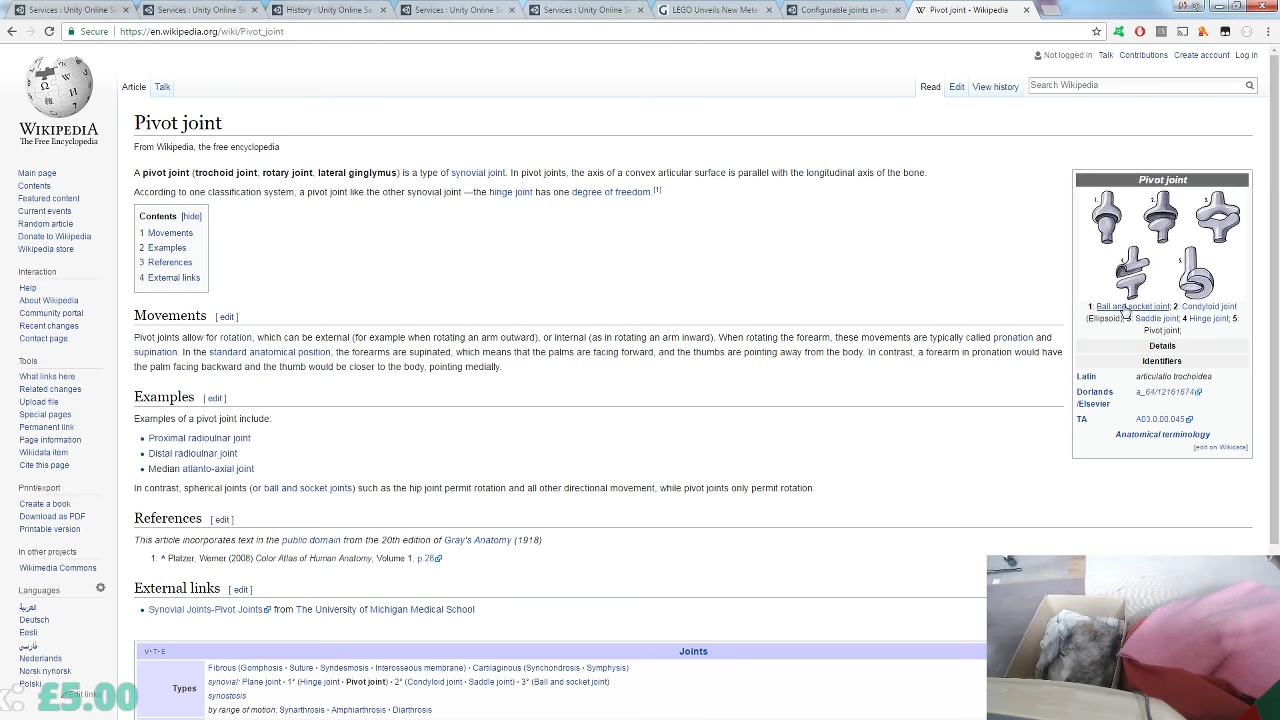 Services : Unity Online Se
Services : Unity Online Se
History : Unity Online Se
Services : Unity Online Se
Services : Unity Online Se
LEGO Unveils New Mete
Configurable joints in-de
Pivot joint - Wikipedia
Secure https://en.wikipedia.org/wiki/Pivot_joint
Not logged in Talk Contributions Create account Log in
Article Talk
Read Edit View history
Search Wikipedia
WIKIPEDIA
The Free Encyclopedia
Main page
Contents
Featured content
Current events
Random article
Donate to Wikipedia
Wikipedia store
Interaction
Help
About Wikipedia
Community portal
Recent changes
Contact page
Tools
What links here
Related changes
Upload file
Special pages
Permanent link
Page information
Wikidata item
Cite this page
Print/export
Create a book
Download as PDF
Printable version
In other projects
Wikimedia Commons
Languages
العربية
Deutsch
Eesti
فارسی
Nederlands
Norsk nynorsk
Polski
Edit links
£5.00
Pivot joint
From Wikipedia, the free encyclopedia
A pivot joint (trochoid joint, rotary joint, lateral ginglymus) is a type of synovial joint. In pivot joints, the axis of a convex articular surface is parallel with the longitudinal axis of the bone.
According to one classification system, a pivot joint like the other synovial joint —the hinge joint has one degree of freedom.[1]
Contents [hide]
1 Movements
2 Examples
3 References
4 External links
Movements [edit]
Pivot joints allow for rotation, which can be external (for example when rotating an arm outward), or internal (as in rotating an arm inward). When rotating the forearm, these movements are typically called pronation and
supination. In the standard anatomical position, the forearms are supinated, which means that the palms are facing forward, and the thumbs are pointing away from the body. In contrast, a forearm in pronation would have
the palm facing backward and the thumb would be closer to the body, pointing medially.
Examples [edit]
Examples of a pivot joint include:
• Proximal radioulnar joint
• Distal radioulnar joint
• Median atlanto-axial joint
In contrast, spherical joints (or ball and socket joints) such as the hip joint permit rotation and all other directional movement, while pivot joints only permit rotation.
References [edit]
This article incorporates text in the public domain from the 20th edition of Gray's Anatomy (1918)
1. ^ Platzer, Werner (2008) Color Atlas of Human Anatomy, Volume 1, p.28
External links [edit]
• Synovial Joints-Pivot Joints from The University of Michigan Medical School
V·T·E Joints
Types
Fibrous (Gomphosis · Suture · Syndesmosis · Interosseous membrane) · Cartilaginous (Synchondrosis · Symphysis)
synovial: Plane joint · 1° (Hinge joint · Pivot joint) · 2° (Condyloid joint · Saddle joint) · 3° (Ball and socket joint)
synostosis
by range of motion: Synarthrosis · Amphiarthrosis · Diarthrosis
Pivot joint
1: Ball and socket joint; 2: Condyloid joint
(Ellipsoid); 3: Saddle joint; 4 Hinge joint; 5:
Pivot joint;
Details
Identifiers
Latin articulatio trochoidea
Dorlands
/Elsevier
a_64/12161674
TA A03.0.00.045
Anatomical terminology
[edit on Wikidata]